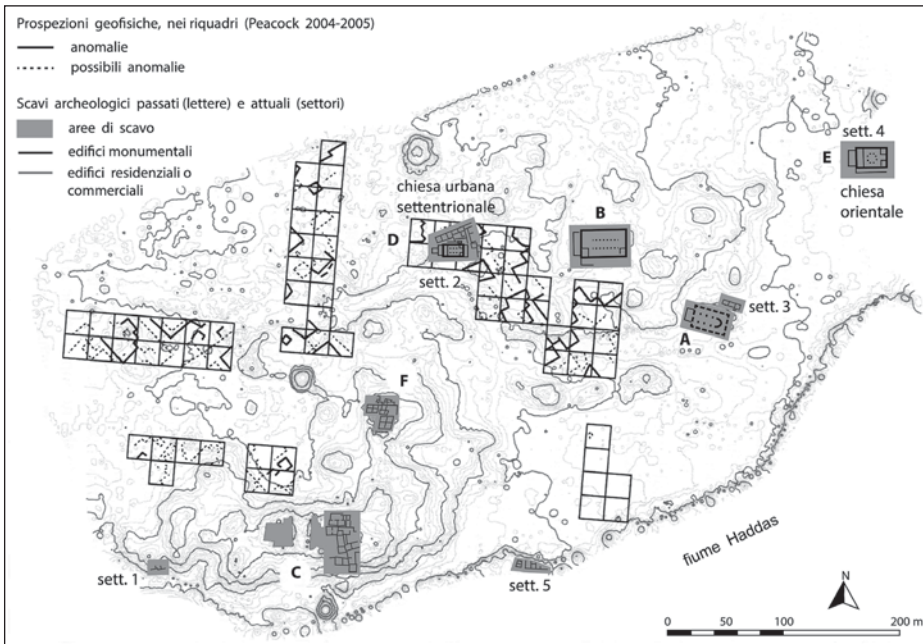 Prospezioni geofisiche, nei riquadri (Peacock 2004-2005)
anomalie
possibili anomalie
Scavi archeologici passati (lettere) e attuali (settori)
aree di scavo
edifici monumentali
edifici residenziali o
commerciali
sett. 4
E
chiesa
orientale
chiesa urbana
settentrionale
B
D
sett. 2
sett. 3
A
F
C
sett. 1
sett. 5
fiume Haddas
N
0 50 100 200 m